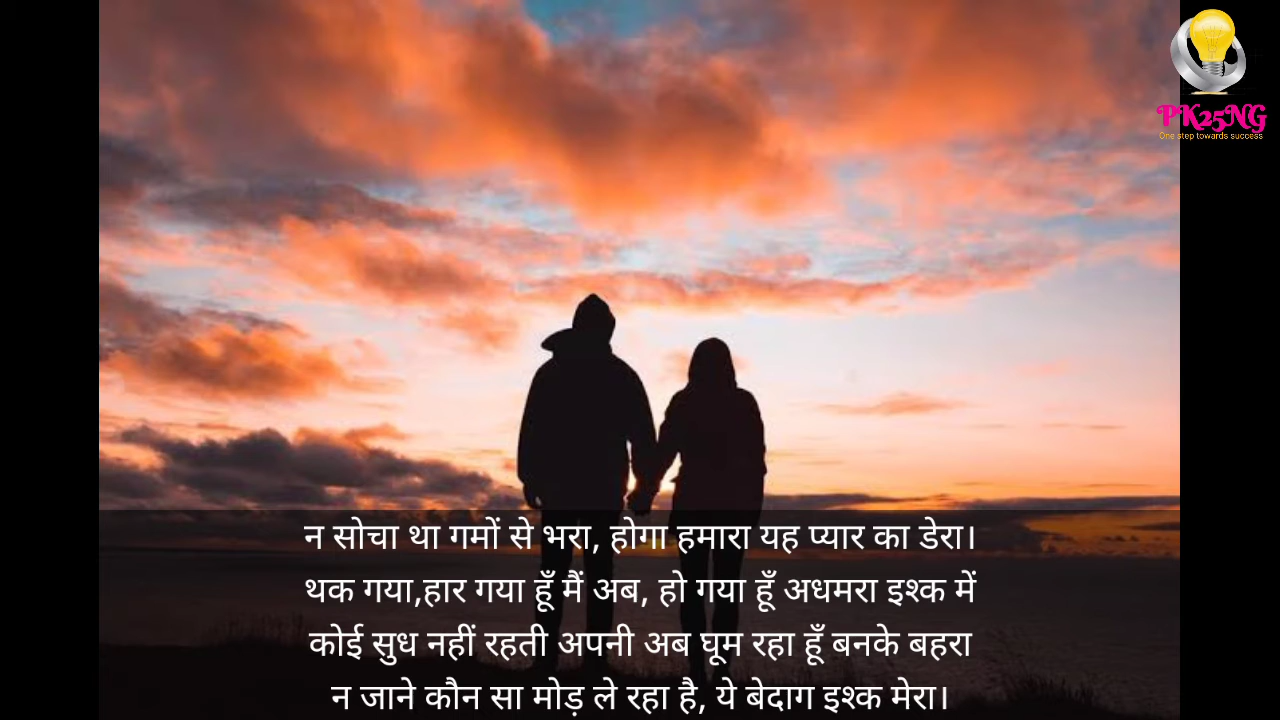 PK25NG
One step towards success
न सोचा था गमों से भरा, होगा हमारा यह प्यार का डेरा।
थक गया,हार गया हूँ मैं अब, हो गया हूँ अधमरा इश्क में
कोई सुध नहीं रहती अपनी अब घूम रहा हूँ बनके बहरा
न जाने कौन सा मोड़ ले रहा है, ये बेदाग इश्क मेरा।